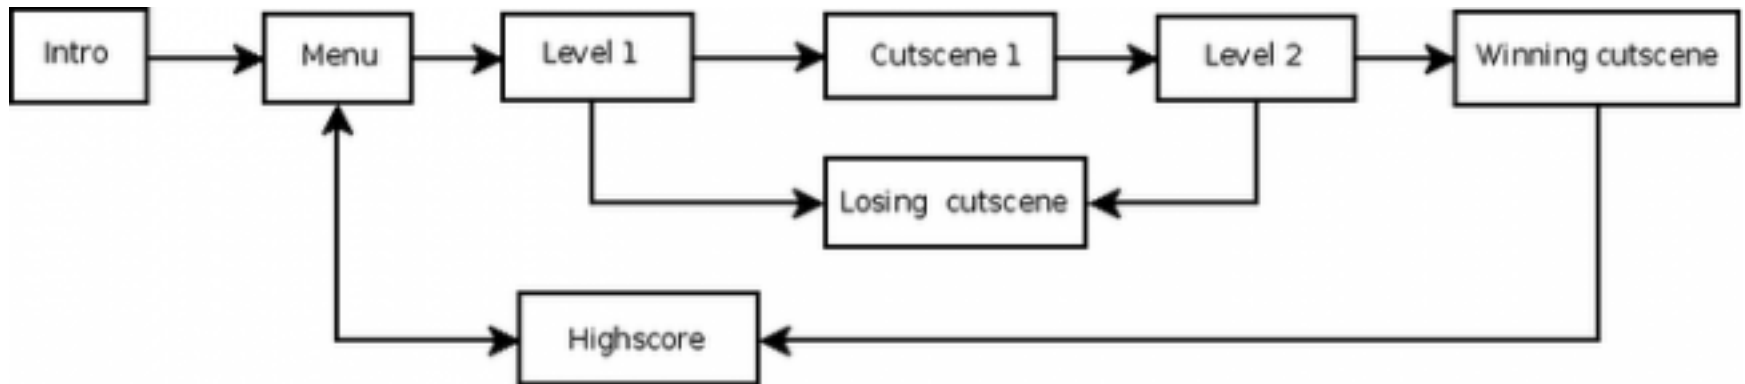 Intro
Menu
Level 1
Cutscene 1
Level 2
Winning cutscene
Losing cutscene
Highscore